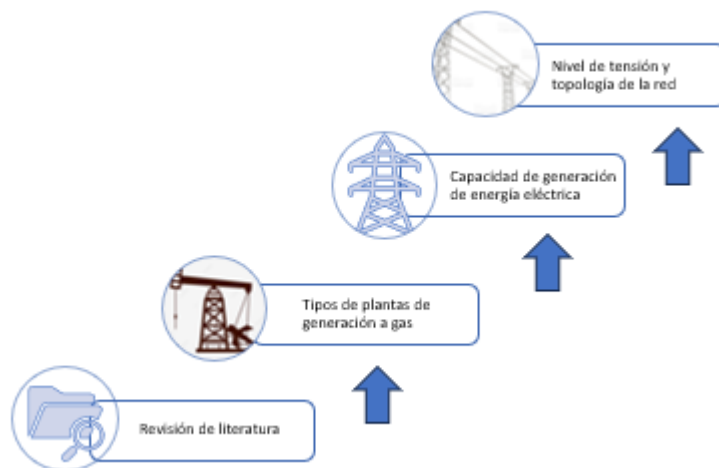 Nivel de tensión y
topología de la red
Capacidad de generación
de energía eléctrica
Tipos de plantas de
generación a gas
Revisión de literatura